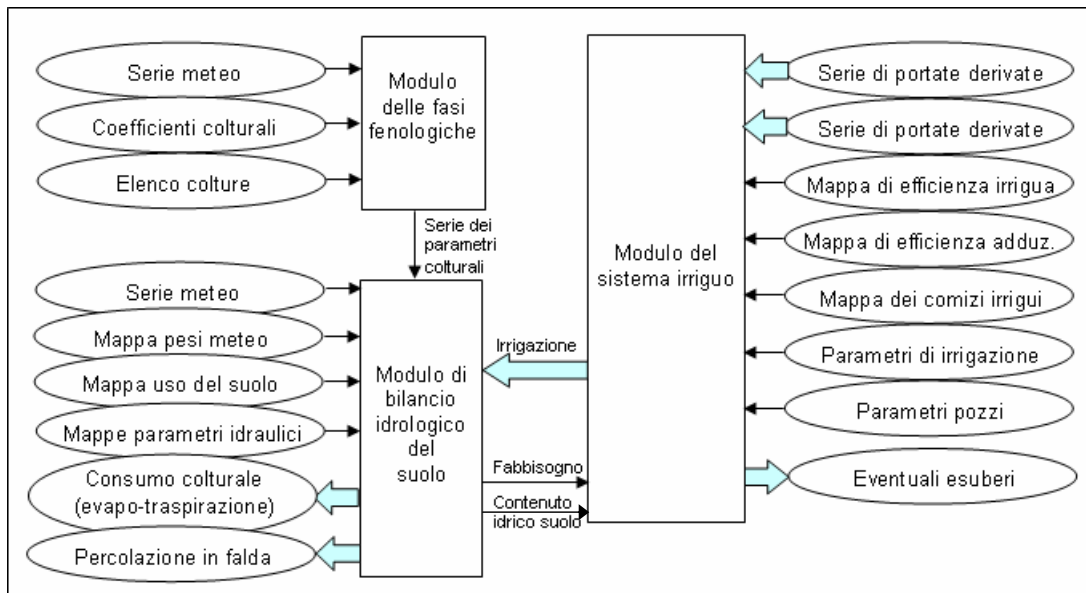 Serie meteo
Coefficienti colturali
Elenco colture
Modulo
delle fasi
fenologiche
Serie dei
parametri
colturali
Serie meteo
Mappa pesi meteo
Mappa uso del suolo
Mappe parametri idraulici
Consumo colturale
(evapo-traspirazione)
Percolazione in falda
Modulo di
bilancio
idrologico
del
suolo
Irrigazione
Fabbisogno
Contenuto
idrico suolo
Modulo del
sistema irriguo
Serie di portate derivate
Serie di portate derivate
Mappa di efficienza irrigua
Mappa di efficienza adduz.
Mappa dei comizi irrigui
Parametri di irrigazione
Parametri pozzi
Eventuali esuberi